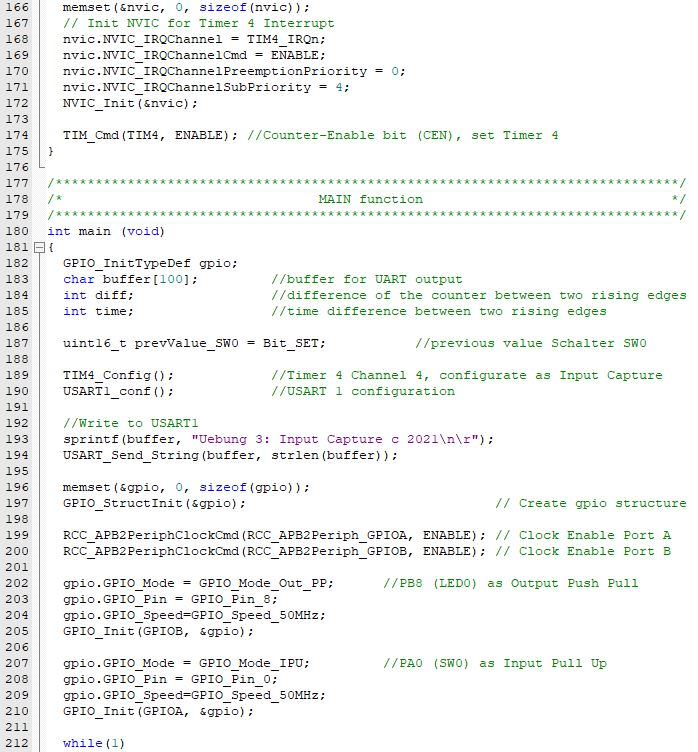 166 memset(&nvic, 0, sizeof(nvic));
167 // Init NVIC for Timer 4 Interrupt
168 nvic.NVIC_IRQChannel = TIM4_IRQn;
169 nvic.NVIC_IRQChannelCmd = ENABLE;
170 nvic.NVIC_IRQChannelPreemptionPriority = 0;
171 nvic.NVIC_IRQChannelSubPriority = 4;
172 NVIC_Init(&nvic);
173
174 TIM_Cmd(TIM4, ENABLE); //Counter-Enable bit (CEN), set Timer 4
175 }
176
177 /******************************************************************************/
178 /* MAIN function */
179 /******************************************************************************/
180 int main (void)
181 {
182 GPIO_InitTypeDef gpio;
183 char buffer[100]; //buffer for UART output
184 int diff; //difference of the counter between two rising edges
185 int time; //time difference between two rising edges
186
187 uint16_t prevValue_SW0 = Bit_SET; //previous value Schalter SW0
188
189 TIM4_Config(); //Timer 4 Channel 4, configurate as Input Capture
190 USART1_conf(); //USART 1 configuration
191
192 //Write to USART1
193 sprintf(buffer, "Uebung 3: Input Capture c 2021\n\r");
194 USART_Send_String(buffer, strlen(buffer));
195
196 memset(&gpio, 0, sizeof(gpio));
197 GPIO_StructInit(&gpio); // Create gpio structure
198
199 RCC_APB2PeriphClockCmd(RCC_APB2Periph_GPIOA, ENABLE); // Clock Enable Port A
200 RCC_APB2PeriphClockCmd(RCC_APB2Periph_GPIOB, ENABLE); // Clock Enable Port B
201
202 gpio.GPIO_Mode = GPIO_Mode_Out_PP; //PB8 (LED0) as Output Push Pull
203 gpio.GPIO_Pin = GPIO_Pin_8;
204 gpio.GPIO_Speed=GPIO_Speed_50MHz;
205 GPIO_Init(GPIOB, &gpio);
206
207 gpio.GPIO_Mode = GPIO_Mode_IPU; //PA0 (SW0) as Input Pull Up
208 gpio.GPIO_Pin = GPIO_Pin_0;
209 gpio.GPIO_Speed=GPIO_Speed_50MHz;
210 GPIO_Init(GPIOA, &gpio);
211
212 while(1)